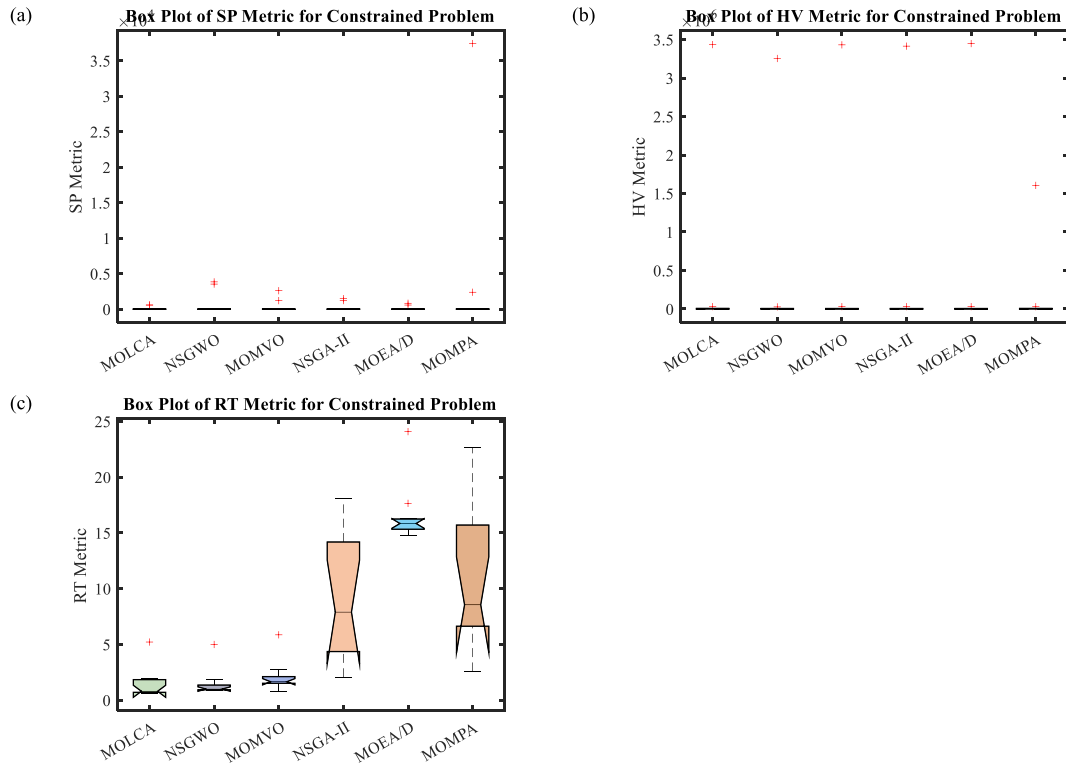 (a)
Box Plot of SP Metric for Constrained Problem
3.5
3
2.5
2
1.5
1
0.5
0
SP Metric
MOLCA NSGWO MOMVO NSGA-II MOEA/D MOMPA
(b)
Box Plot of HV Metric for Constrained Problem
3.5
3
2.5
2
1.5
1
0.5
0
HV Metric
MOLCA NSGWO MOMVO NSGA-II MOEA/D MOMPA
(c)
Box Plot of RT Metric for Constrained Problem
25
20
15
10
5
0
RT Metric
MOLCA NSGWO MOMVO NSGA-II MOEA/D MOMPA